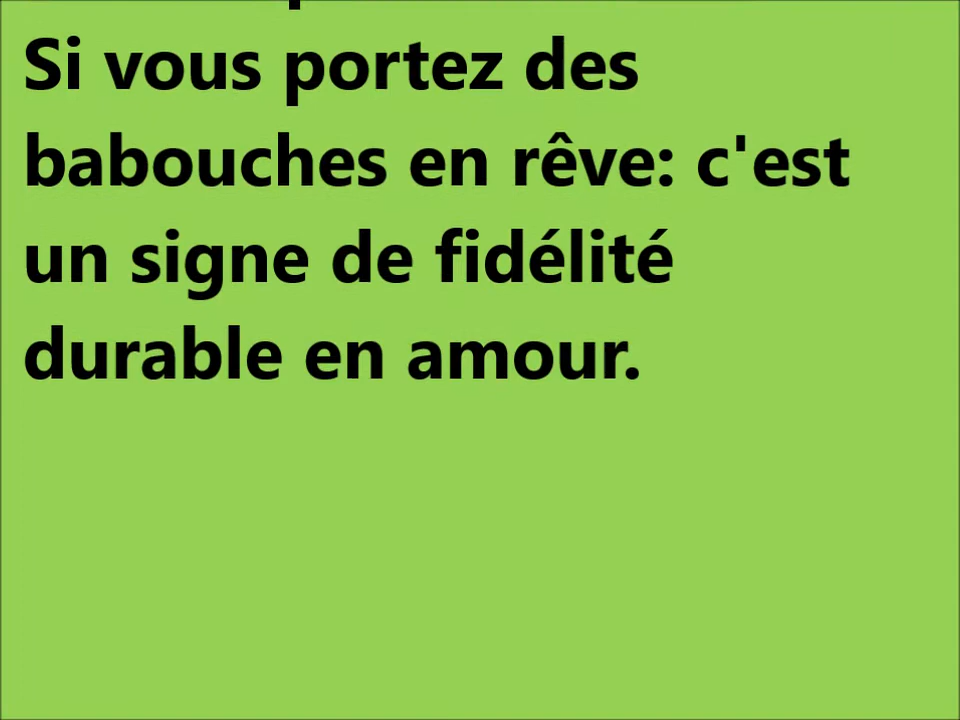 Si vous portez des
babouches en rêve: c'est
un signe de fidélité
durable en amour.